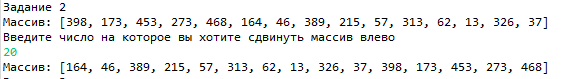 Задание 2
Массив: [398, 173, 453, 273, 468, 164, 46, 389, 215, 57, 313, 62, 13, 326, 37]
Введите число на которое вы хотите сдвинуть массив влево
20
Массив: [164, 46, 389, 215, 57, 313, 62, 13, 326, 37, 398, 173, 453, 273, 468]